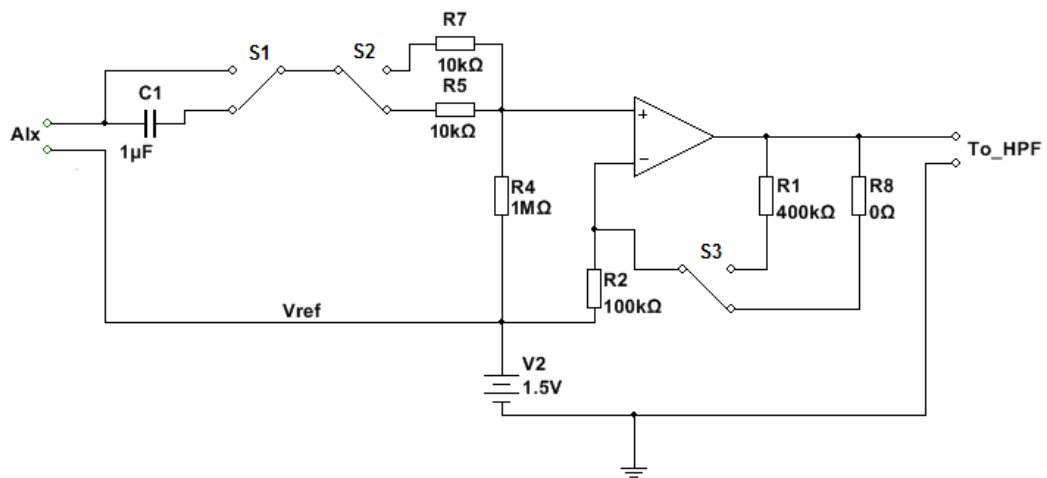 R7
10kΩ
S1
S2
C1
1µF
R5
10kΩ
AIx
+
−
To_HPF
R4
1MΩ
R1
400kΩ
R8
0Ω
S3
R2
100kΩ
Vref
V2
1.5V